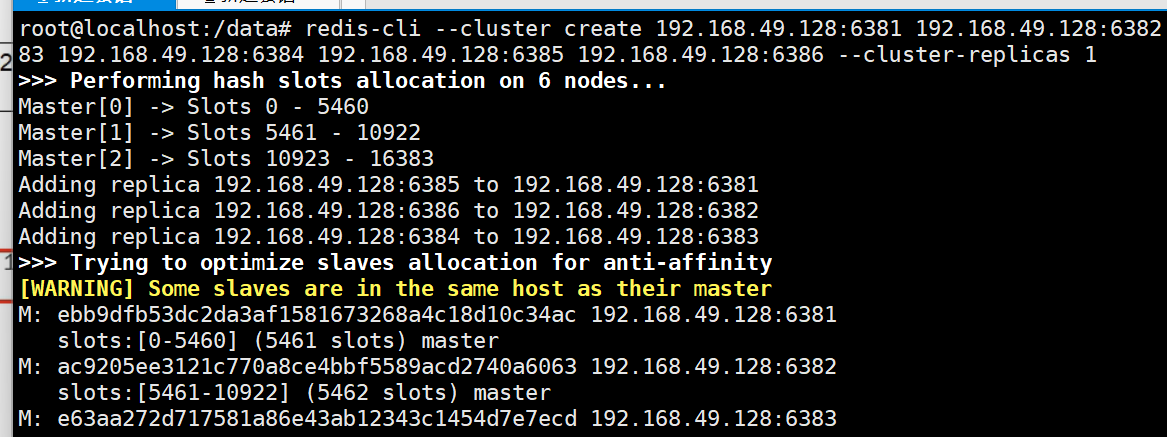 root@localhost:/data# redis-cli --cluster create 192.168.49.128:6381 192.168.49.128:6382
83 192.168.49.128:6384 192.168.49.128:6385 192.168.49.128:6386 --cluster-replicas 1
>>> Performing hash slots allocation on 6 nodes...
Master[0] -> Slots 0 - 5460
Master[1] -> Slots 5461 - 10922
Master[2] -> Slots 10923 - 16383
Adding replica 192.168.49.128:6385 to 192.168.49.128:6381
Adding replica 192.168.49.128:6386 to 192.168.49.128:6382
Adding replica 192.168.49.128:6384 to 192.168.49.128:6383
>>> Trying to optimize slaves allocation for anti-affinity
[WARNING] Some slaves are in the same host as their master
M: ebb9dfb53dc2da3af1581673268a4c18d10c34ac 192.168.49.128:6381
   slots:[0-5460] (5461 slots) master
M: ac9205ee3121c770a8ce4bbf5589acd2740a6063 192.168.49.128:6382
   slots:[5461-10922] (5462 slots) master
M: e63aa272d717581a86e43ab12343c1454d7e7ecd 192.168.49.128:6383